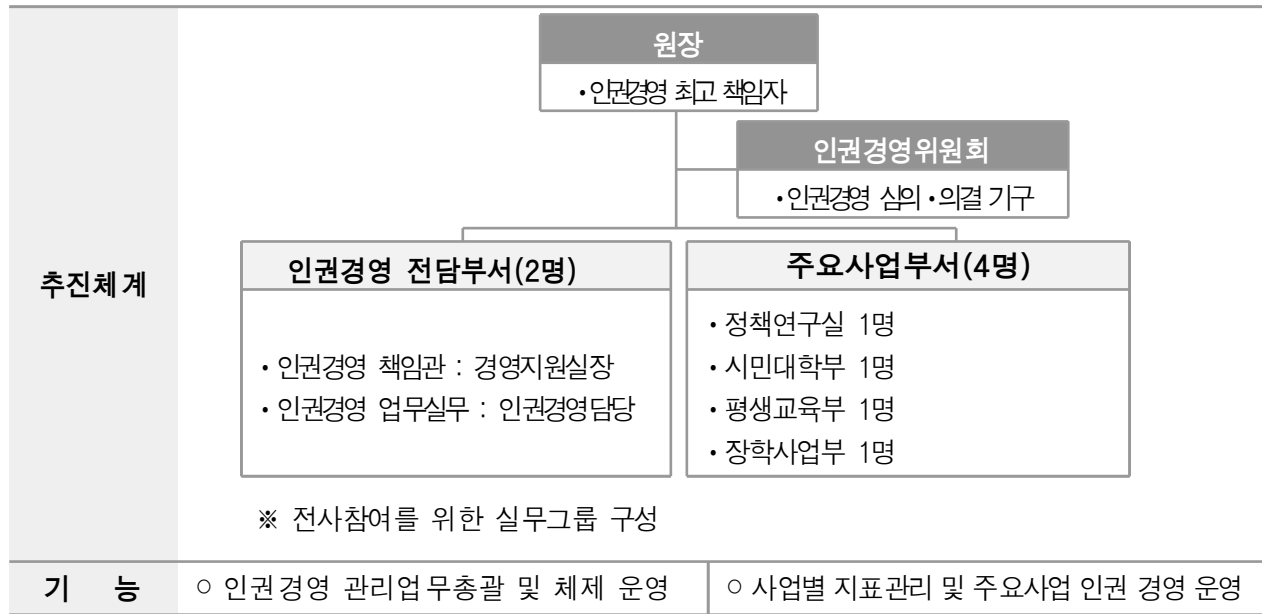 원장
•인권경영 최고 책임자
인권경영위원회
•인권경영 심의•의결 기구
추진체계
인권경영 전담부서(2명)
•인권경영 책임관 : 경영지원실장
•인권경영 업무실무 : 인권경영담당
주요사업부서(4명)
•정책연구실 1명
•시민대학부 1명
•평생교육부 1명
•장학사업부 1명
※ 전사참여를 위한 실무그룹 구성
기 능
○ 인권경영 관리업무총괄 및 체제 운영
○ 사업별 지표관리 및 주요사업 인권 경영 운영